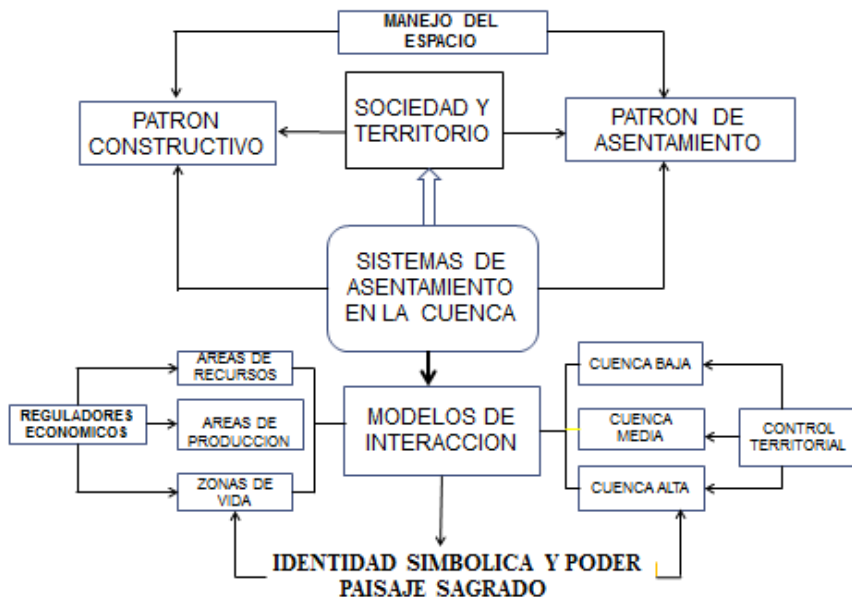 MANEJO DEL
ESPACIO
PATRON
CONSTRUCTIVO
SOCIEDAD Y
TERRITORIO
PATRON DE
ASENTAMIENTO
SISTEMAS DE
ASENTAMIENTO
EN LA CUENCA
AREAS DE
RECURSOS
REGULADORES
ECONOMICOS
AREAS DE
PRODUCCION
ZONAS DE
VIDA
MODELOS DE
INTERACCION
CUENCA BAJA
CUENCA
MEDIA
CUENCA ALTA
CONTROL
TERRITORIAL
IDENTIDAD SIMBOLICA Y PODER
PAISAJE SAGRADO